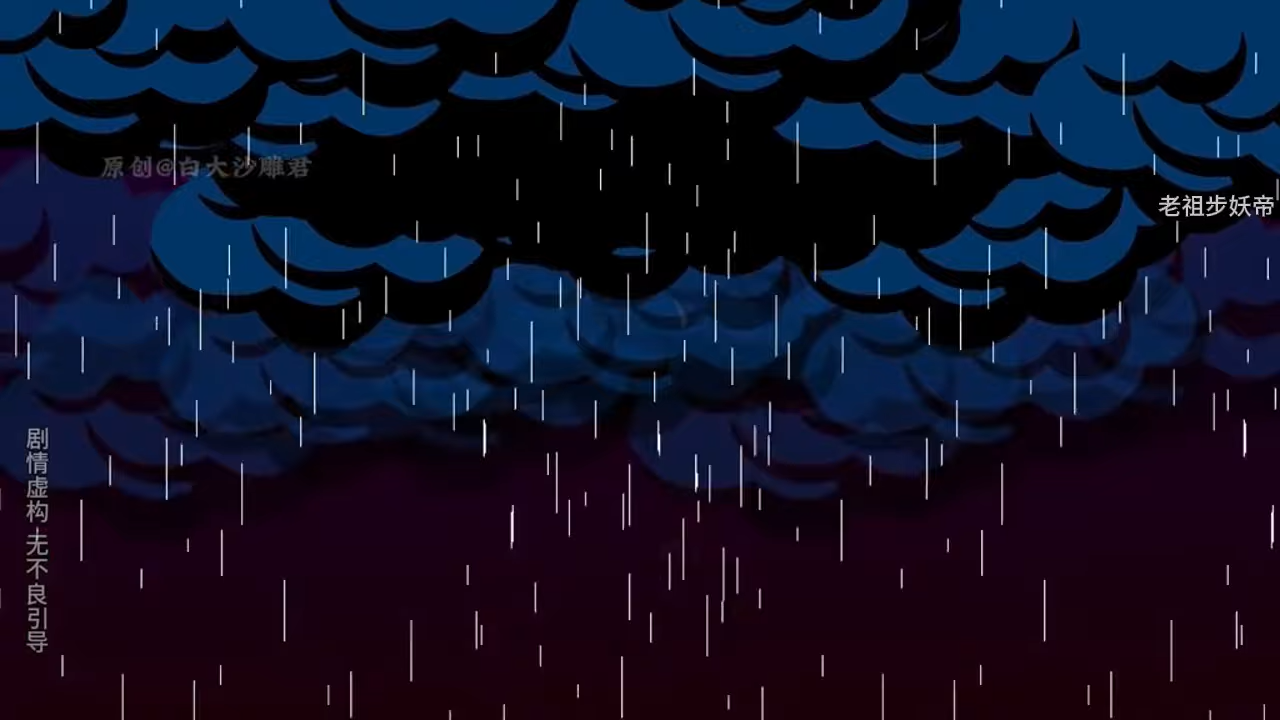 原创@白大沙雕君
老祖步妖帝
剧情虚构 无不良引导